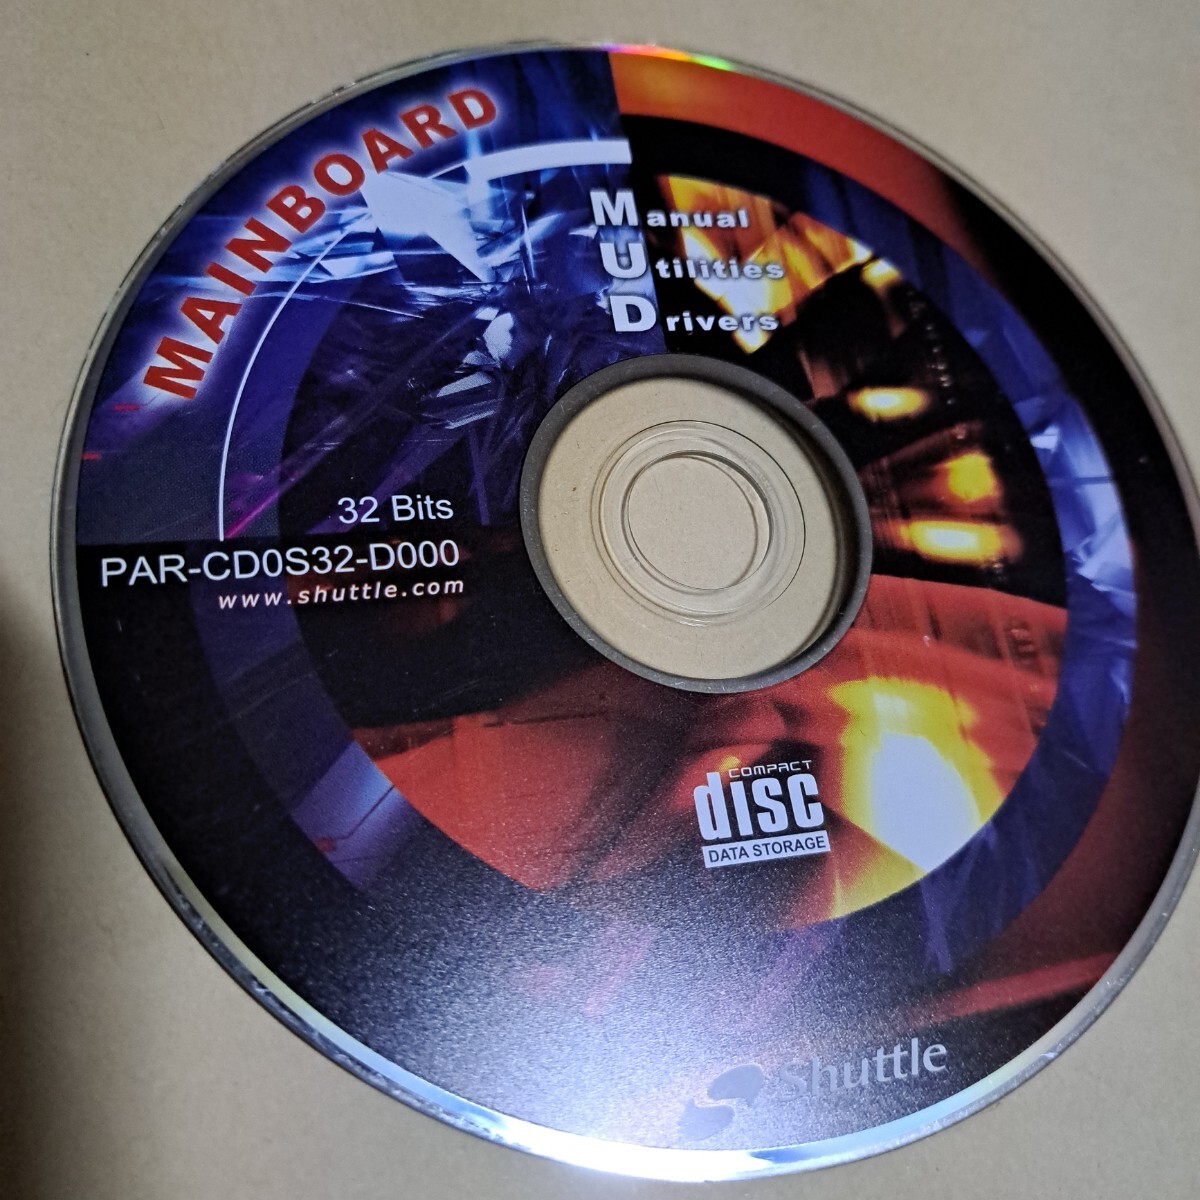 MAINBOARD
Manual
Utilities
Drivers
32 Bits
PAR-CD0S32-D000
www.shuttle.com
COMPACT
disc
DATA STORAGE
Shuttle